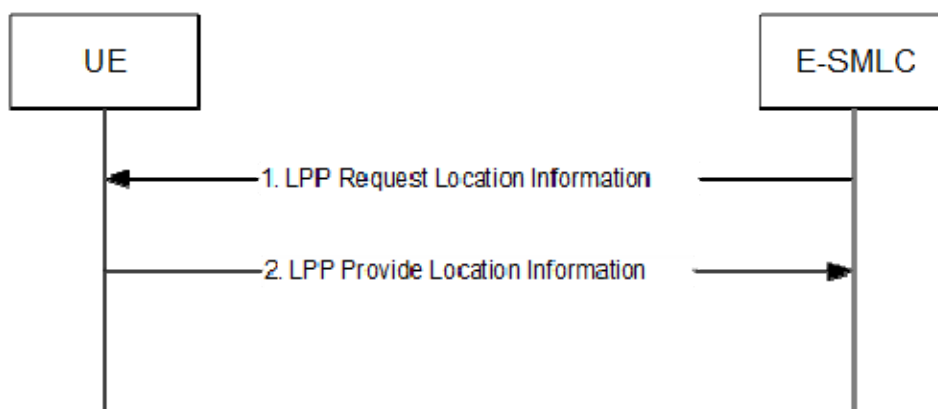 UE
E-SMLC
1. LPP Request Location Information
2. LPP Provide Location Information